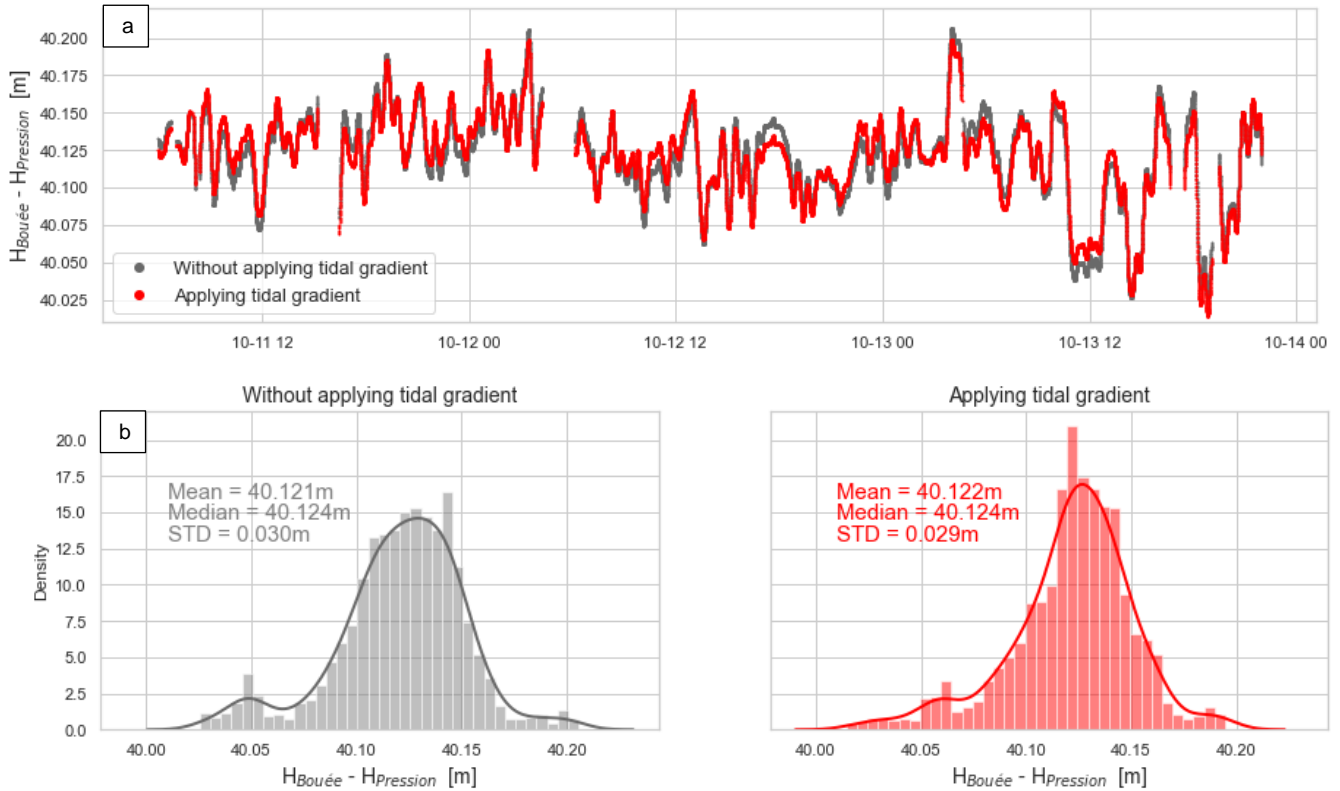 a
40.200
40.175
40.150
40.125
40.100
40.075
40.050
40.025
H_Bouée - H_Pression [m]
Without applying tidal gradient
Applying tidal gradient
10-11 12
10-12 00
10-12 12
10-13 00
10-13 12
10-14 00
Without applying tidal gradient
b
20.0
17.5
15.0
12.5
10.0
7.5
5.0
2.5
0.0
Density
Mean = 40.121m
Median = 40.124m
STD = 0.030m
40.00
40.05
40.10
40.15
40.20
H_Bouée - H_Pression [m]
Applying tidal gradient
Mean = 40.122m
Median = 40.124m
STD = 0.029m
40.00
40.05
40.10
40.15
40.20
H_Bouée - H_Pression [m]